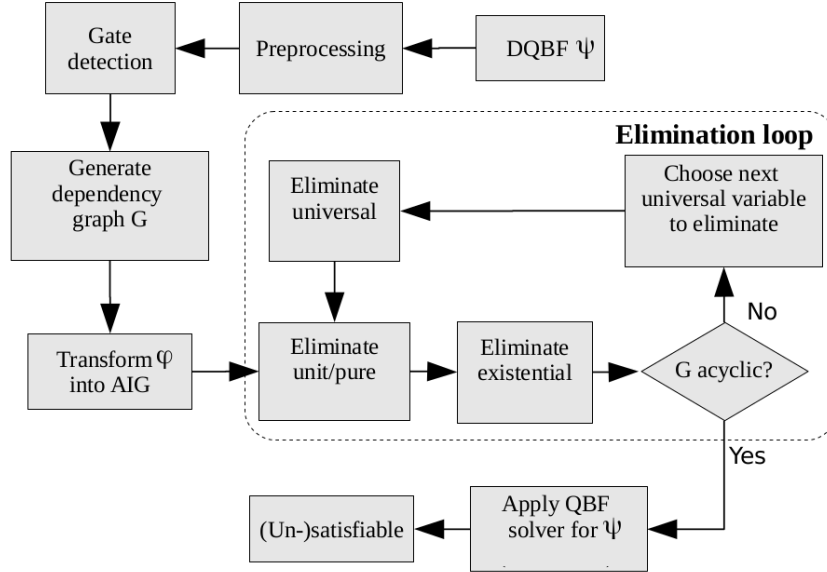 Gate
detection
Preprocessing
DQBF ψ
Generate
dependency
graph G
Elimination loop
Eliminate
universal
Choose next
universal variable
to eliminate
No
Transform φ
into AIG
Eliminate
unit/pure
Eliminate
existential
G acyclic?
Yes
(Un-)satisfiable
Apply QBF
solver for ψ